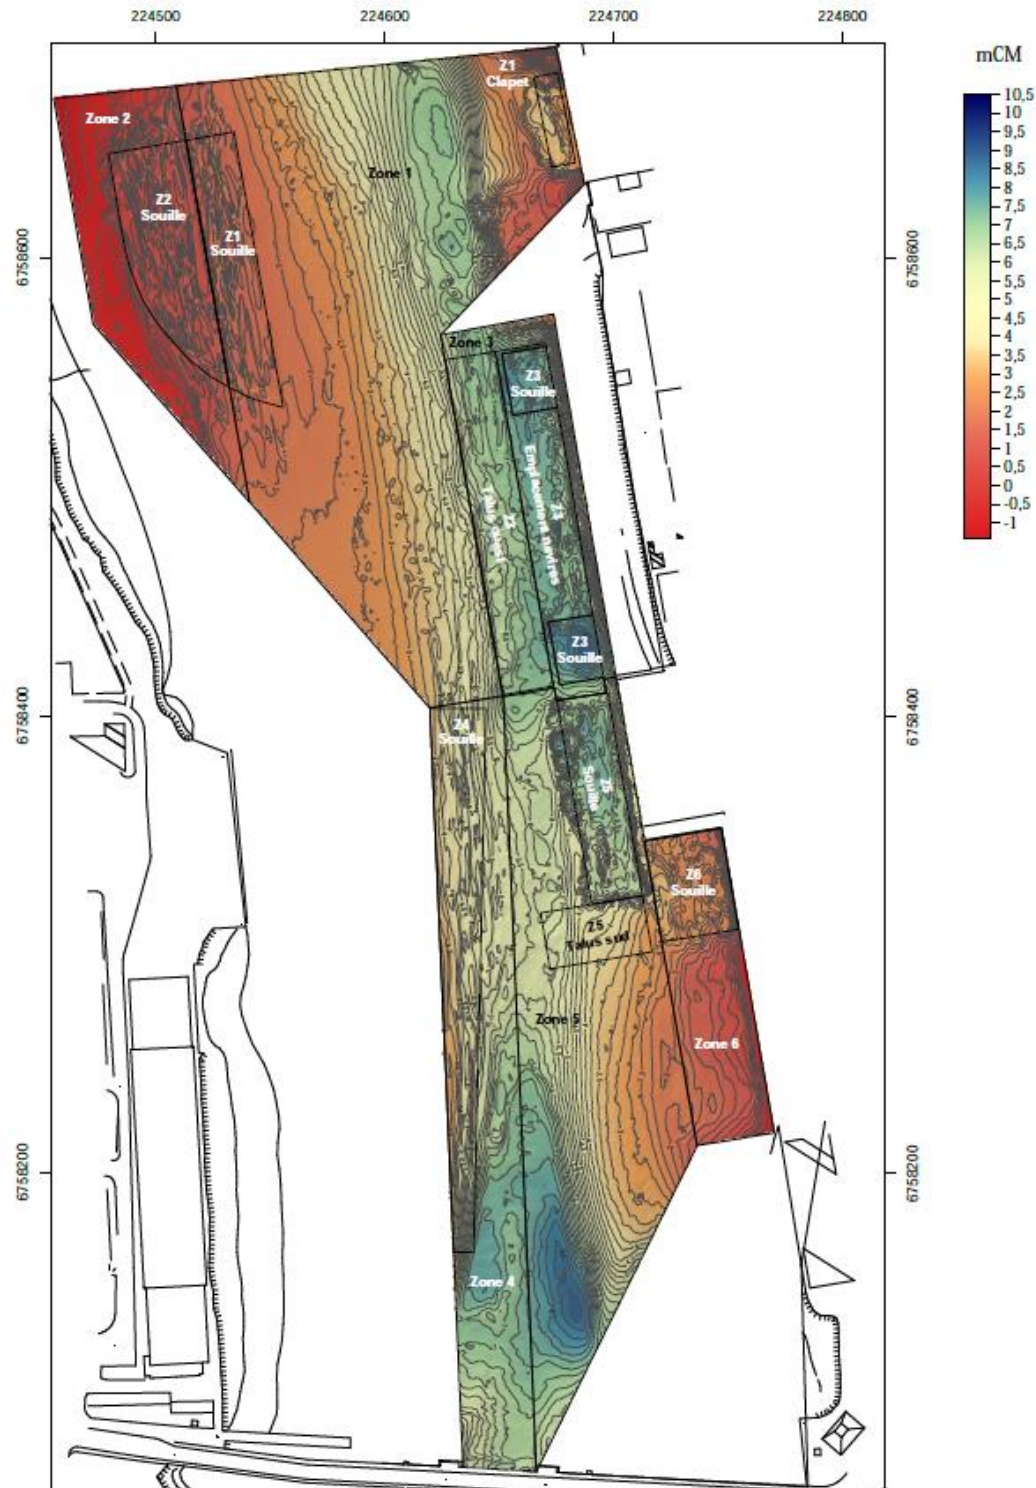 224500 224600 224700 224800
mCM
10,5
10
9,5
9
8,5
8
7,5
7
6,5
6
5,5
5
4,5
4
3,5
3
2,5
2
1,5
1
0,5
0
-0,5
-1
6758600
6758600
6758400
6758400
6758200
6758200
Z1
Clapet
Zone 2
Zone 1
Z2
Souille
Z1
Souille
Zone 3
Z3
Souille
Z3
Emplacement navires
Z3
Talus ouest
Z3
Souille
Z4
Souille
Z5
Souille
Z6
Souille
Z5
Talus sud
Zone 5
Zone 6
Zone 4